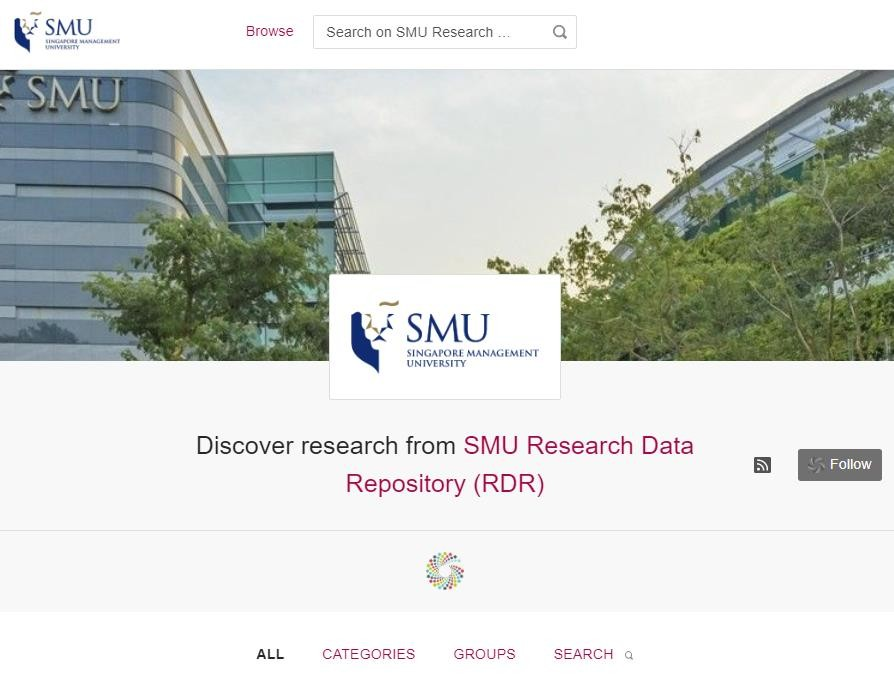 SMU
SINGAPORE MANAGEMENT
UNIVERSITY
Browse
Search on SMU Research ...
SMU
SMU
SINGAPORE MANAGEMENT
UNIVERSITY
Discover research from SMU Research Data
Repository (RDR)
Follow
ALL CATEGORIES GROUPS SEARCH